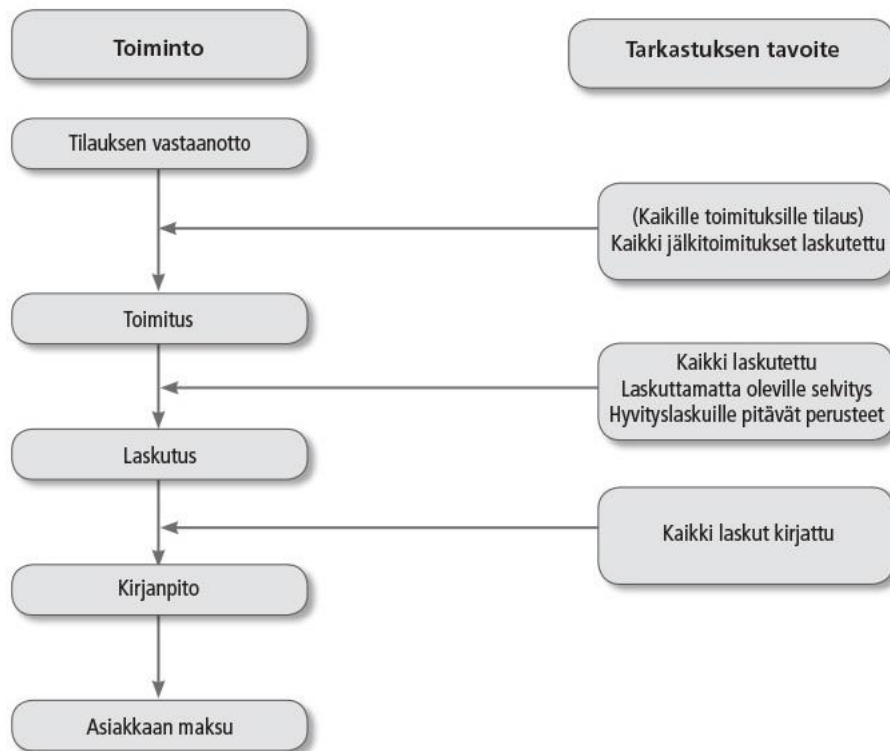 Toiminto
Tarkastuksen tavoite
Tilauksen vastaanotto
(Kaikille toimituksille tilaus)
Kaikki jälkitoimitukset laskutettu
Toimitus
Kaikki laskutettu
Laskuttamatta oleville selvitys
Hyvityslaskuille pitävät perusteet
Laskutus
Kaikki laskut kirjattu
Kirjanpito
Asiakkaan maksu